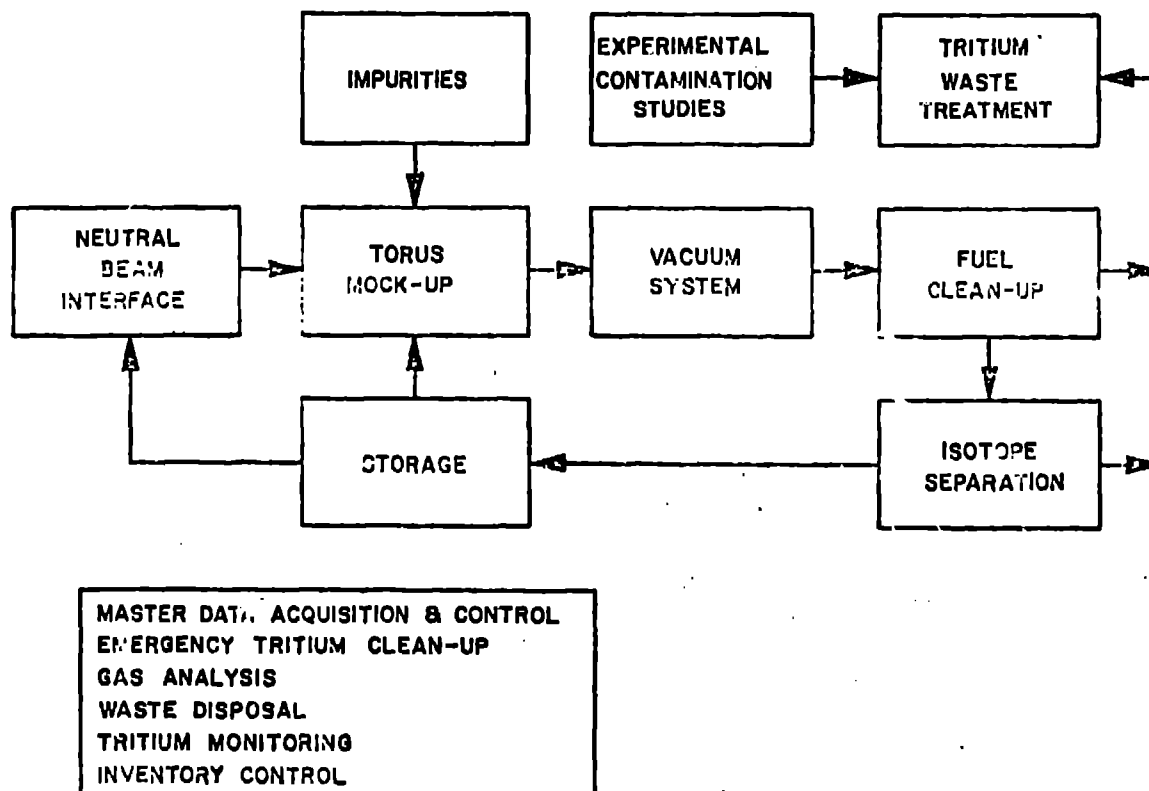 IMPURITIES
EXPERIMENTAL
CONTAMINATION
STUDIES
TRITIUM
WASTE
TREATMENT
NEUTRAL
BEAM
INTERFACE
TORUS
MOCK-UP
VACUUM
SYSTEM
FUEL
CLEAN-UP
STORAGE
ISOTOPE
SEPARATION
MASTER DATA ACQUISITION & CONTROL
EMERGENCY TRITIUM CLEAN-UP
GAS ANALYSIS
WASTE DISPOSAL
TRITIUM MONITORING
INVENTORY CONTROL